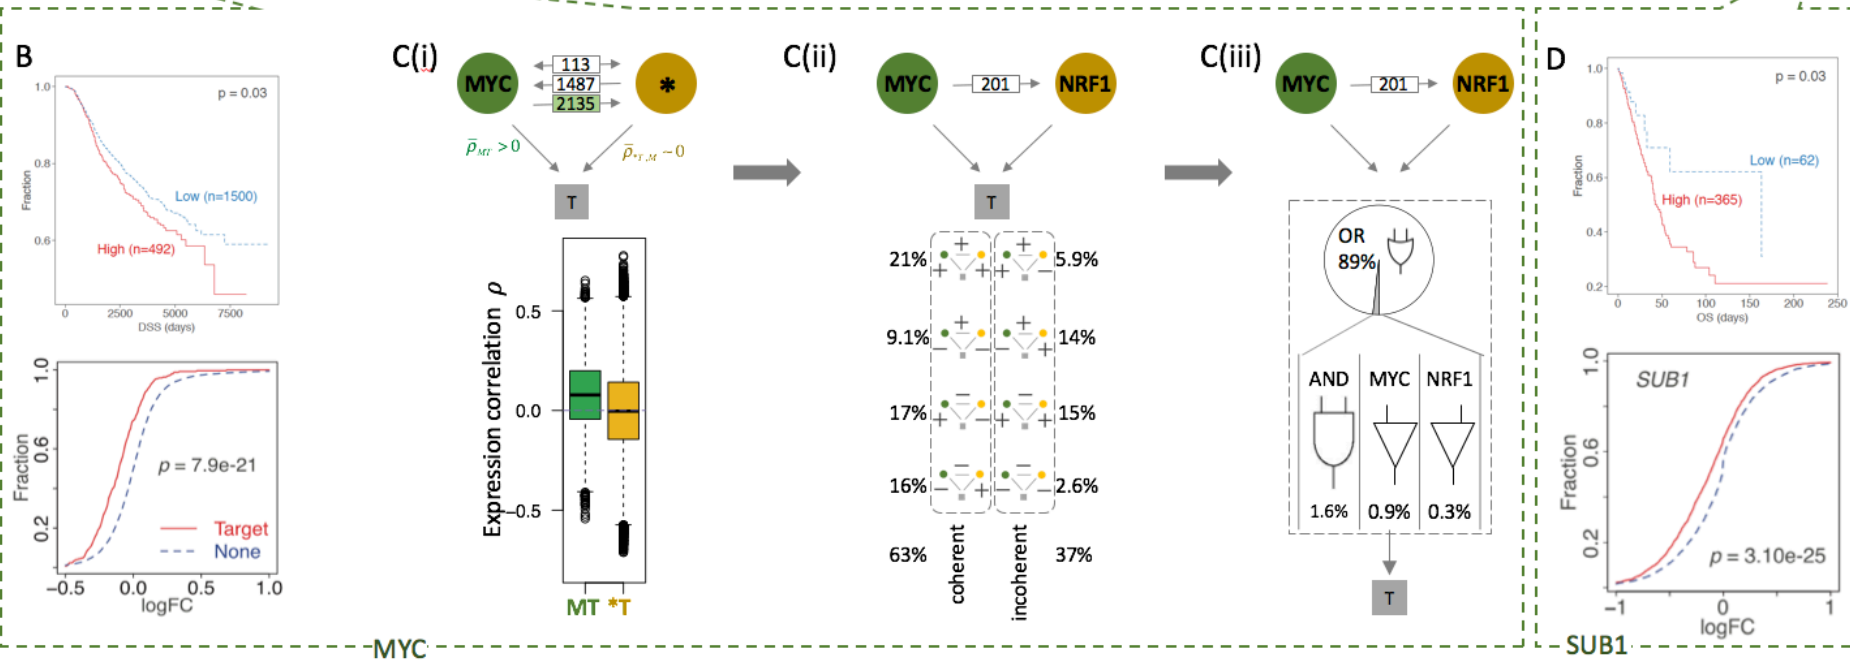 B
1.0
0.8
0.6
Fraction
p = 0.03
Low (n=1500)
High (n=492)
0
2500
5000
7500
DSS (days)
1.0
0.6
0.2
Fraction
p = 7.9e-21
Target
None
−0.5
0.0
0.5
1.0
logFC
C(i)
MYC
113
1487
2135
*
ρ̄MT > 0
ρ̄*T,M ~ 0
T
Expression correlation ρ
0.5
0.0
−0.5
MT
*T
C(ii)
MYC
201
NRF1
T
+
+
21%
+
+
+
−
5.9%
+
9.1%
−
−
+
−
+
14%
−
17%
+
−
−
+
+
15%
−
16%
−
+
−
−
−
2.6%
63%
coherent
incoherent
37%
C(iii)
MYC
201
NRF1
OR
89%
AND
MYC
NRF1
1.6%
0.9%
0.3%
T
MYC
D
1.0
0.8
0.6
0.4
0.2
Fraction
p = 0.03
Low (n=62)
High (n=365)
0
50
100
150
200
250
OS (days)
1.0
0.6
0.2
Fraction
SUB1
p = 3.10e-25
−1
0
1
logFC
SUB1